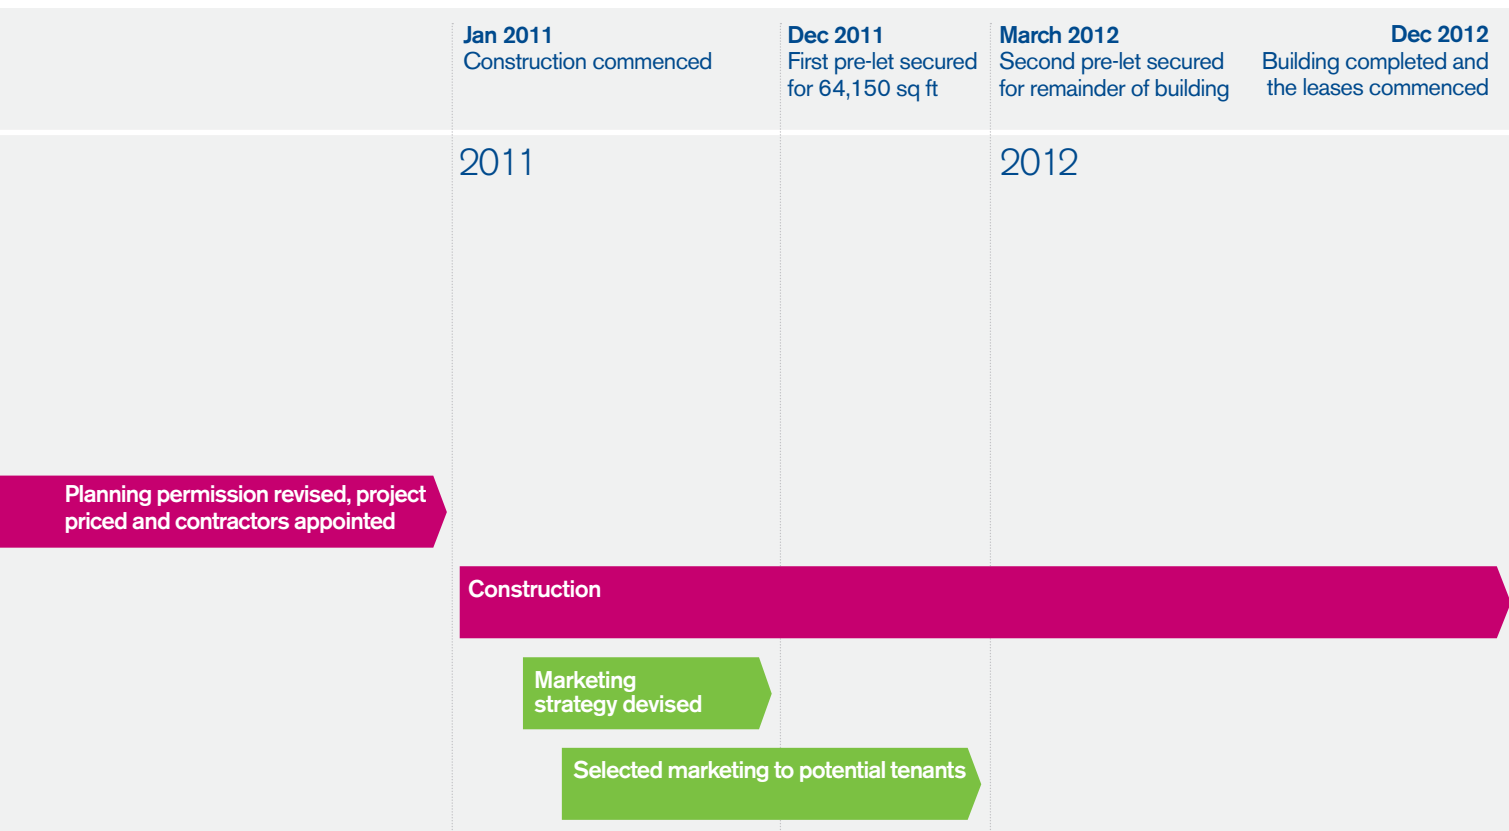 Jan 2011
Construction commenced
Dec 2011
First pre-let secured
for 64,150 sq ft
March 2012
Second pre-let secured
for remainder of building
Dec 2012
Building completed and
the leases commenced
2011
2012
Planning permission revised, project
priced and contractors appointed
Construction
Marketing
strategy devised
Selected marketing to potential tenants